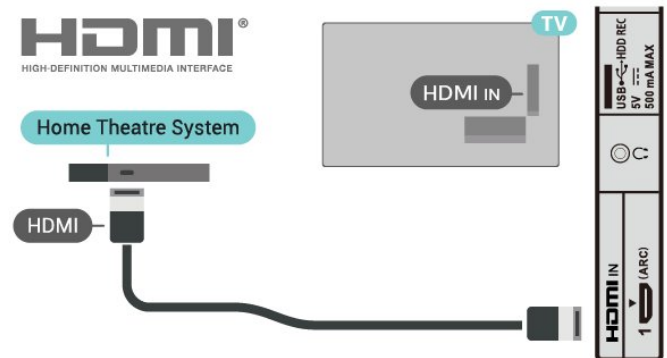 HDMI®
HIGH-DEFINITION MULTIMEDIA INTERFACE
TV
HDMI IN
Home Theatre System
HDMI
USB HDD REC
5V
500 mA MAX
HDMI IN
1 (ARC)